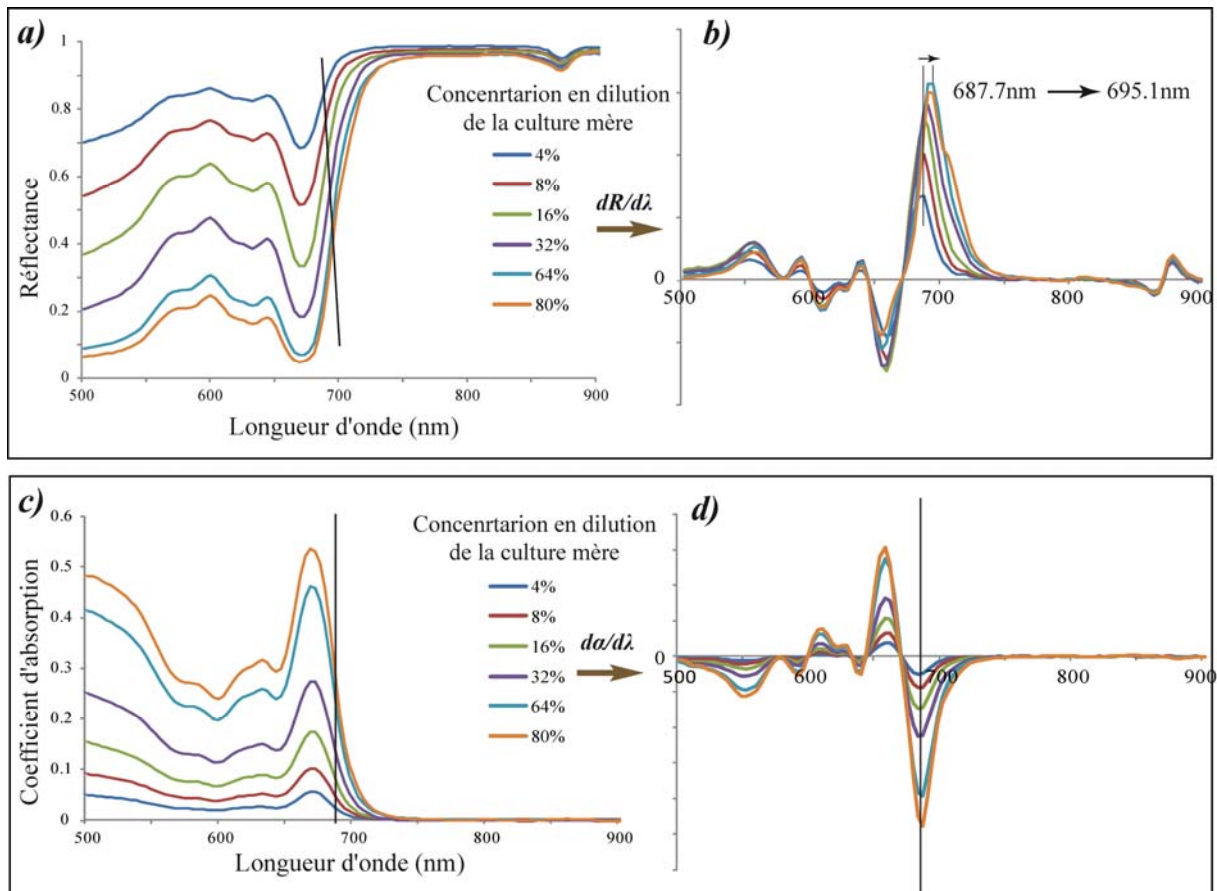 a)
1
0.8
0.6
0.4
0.2
0
500
600
700
800
900
Réflectance
Longueur d'onde (nm)
Concenrtarion en dilution
de la culture mère
4%
8%
16%
32%
64%
80%
dR/dλ
b)
687.7nm
695.1nm
0
500
600
700
800
900
c)
0.6
0.5
0.4
0.3
0.2
0.1
0
500
600
700
800
900
Coefficient d'absorption
Longueur d'onde (nm)
Concenrtarion en dilution
de la culture mère
4%
8%
16%
32%
64%
80%
dα/dλ
d)
0
500
600
700
800
900